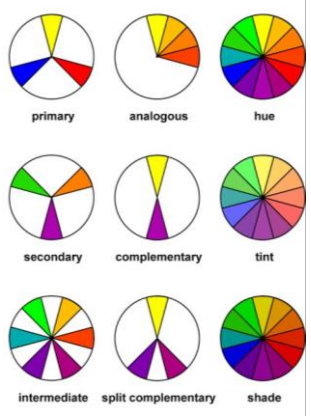 primary analogous hue
secondary complementary tint
intermediate split complementary shade